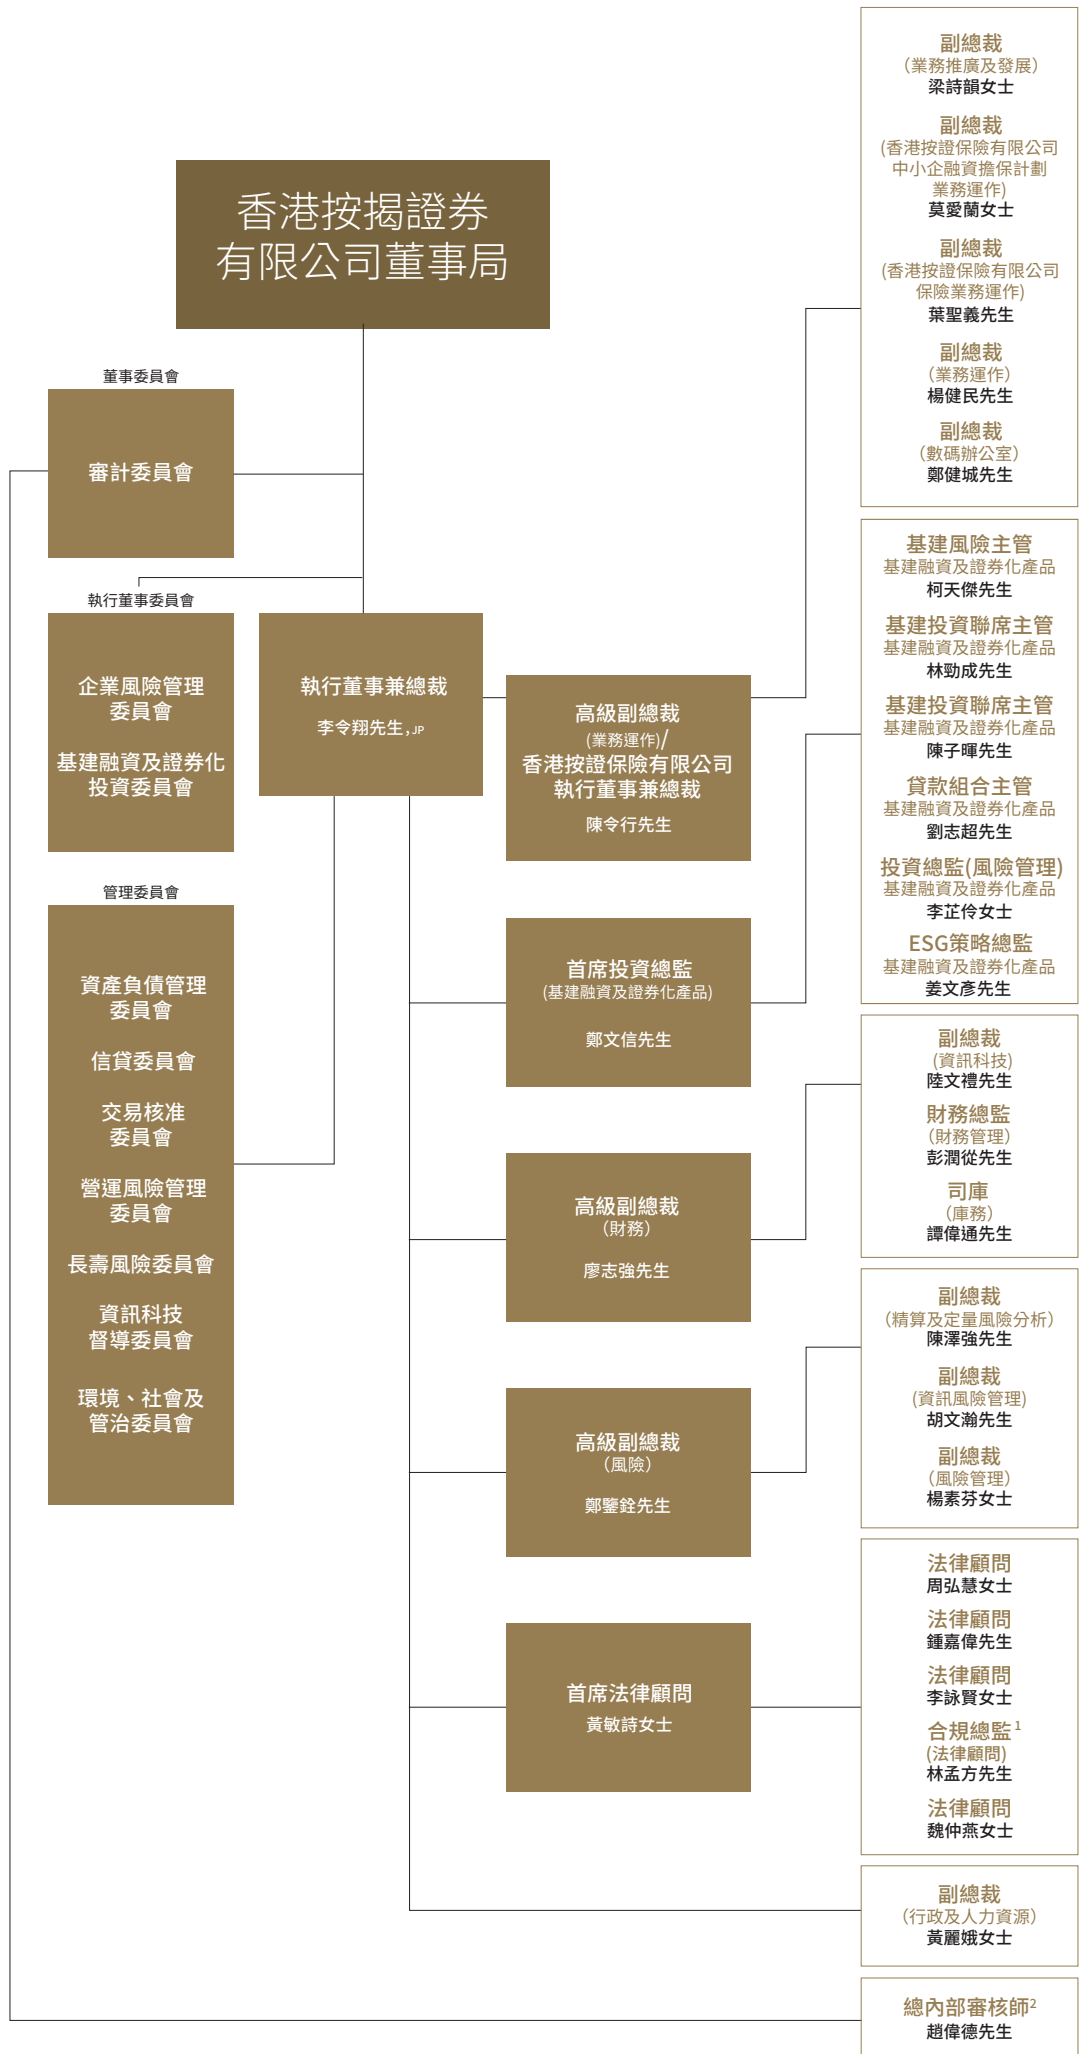 香港按揭證券
有限公司董事局
董事委員會
審計委員會
執行董事委員會
企業風險管理
委員會
基建融資及證券化
投資委員會
管理委員會
資產負債管理
委員會
信貸委員會
交易核准
委員會
營運風險管理
委員會
長壽風險委員會
資訊科技
督導委員會
環境、社會及
管治委員會
執行董事兼總裁
李令翔先生,JP
高級副總裁
(業務運作)/
香港按證保險有限公司
執行董事兼總裁
陳令行先生
首席投資總監
(基建融資及證券化產品)
鄭文信先生
高級副總裁
（財務）
廖志強先生
高級副總裁
（風險）
鄭鑒銓先生
首席法律顧問
黃敏詩女士
副總裁
（業務推廣及發展）
梁詩韻女士
副總裁
(香港按證保險有限公司
中小企融資擔保計劃
業務運作)
莫愛蘭女士
副總裁
(香港按證保險有限公司
保險業務運作)
葉聖義先生
副總裁
（業務運作）
楊健民先生
副總裁
（數碼辦公室）
鄭健城先生
基建風險主管
基建融資及證券化產品
柯天傑先生
基建投資聯席主管
基建融資及證券化產品
林勁成先生
基建投資聯席主管
基建融資及證券化產品
陳子暉先生
貸款組合主管
基建融資及證券化產品
劉志超先生
投資總監(風險管理)
基建融資及證券化產品
李芷伶女士
ESG策略總監
基建融資及證券化產品
姜文彥先生
副總裁
(資訊科技)
陸文禮先生
財務總監
（財務管理）
彭潤從先生
司庫
（庫務）
譚偉通先生
副總裁
（精算及定量風險分析）
陳澤強先生
副總裁
(資訊風險管理)
胡文瀚先生
副總裁
（風險管理）
楊素芬女士
法律顧問
周弘慧女士
法律顧問
鍾嘉偉先生
法律顧問
李詠賢女士
合規總監1
(法律顧問)
林孟方先生
法律顧問
魏仲燕女士
副總裁
（行政及人力資源）
黃麗娥女士
總內部審核師2
趙偉德先生